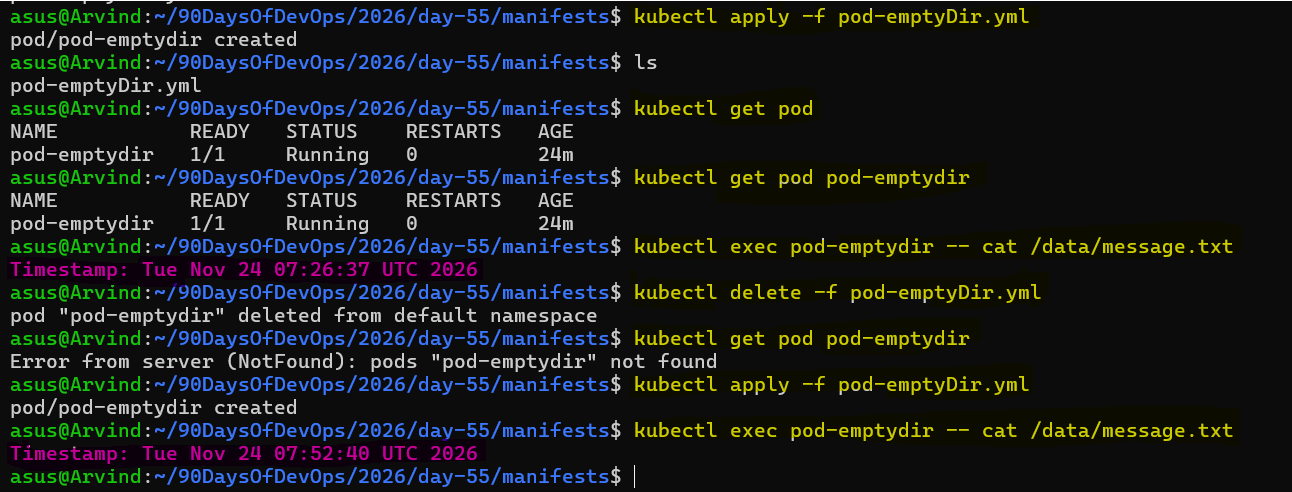 asus@Arvind:~/90DaysOfDevOps/2026/day-55/manifests$ kubectl apply -f pod-emptyDir.yml
pod/pod-emptydir created
asus@Arvind:~/90DaysOfDevOps/2026/day-55/manifests$ ls
pod-emptyDir.yml
asus@Arvind:~/90DaysOfDevOps/2026/day-55/manifests$ kubectl get pod
NAME           READY   STATUS    RESTARTS   AGE
pod-emptydir   1/1     Running   0          24m
asus@Arvind:~/90DaysOfDevOps/2026/day-55/manifests$ kubectl get pod pod-emptydir
NAME           READY   STATUS    RESTARTS   AGE
pod-emptydir   1/1     Running   0          24m
asus@Arvind:~/90DaysOfDevOps/2026/day-55/manifests$ kubectl exec pod-emptydir -- cat /data/message.txt
Timestamp: Tue Nov 24 07:26:37 UTC 2026
asus@Arvind:~/90DaysOfDevOps/2026/day-55/manifests$ kubectl delete -f pod-emptyDir.yml
pod "pod-emptydir" deleted from default namespace
asus@Arvind:~/90DaysOfDevOps/2026/day-55/manifests$ kubectl get pod pod-emptydir
Error from server (NotFound): pods "pod-emptydir" not found
asus@Arvind:~/90DaysOfDevOps/2026/day-55/manifests$ kubectl apply -f pod-emptyDir.yml
pod/pod-emptydir created
asus@Arvind:~/90DaysOfDevOps/2026/day-55/manifests$ kubectl exec pod-emptydir -- cat /data/message.txt
Timestamp: Tue Nov 24 07:52:40 UTC 2026
asus@Arvind:~/90DaysOfDevOps/2026/day-55/manifests$